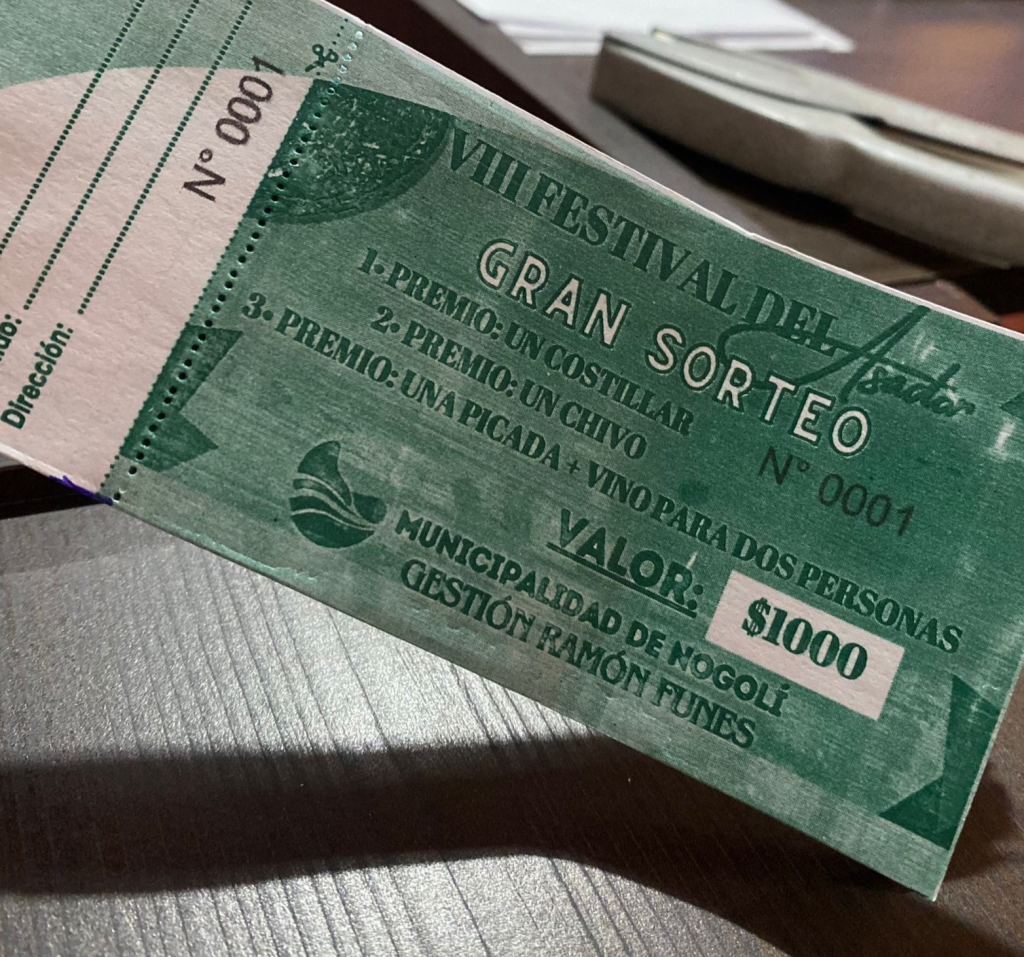 Dirección:
N° 0001
VIII FESTIVAL DEL Asador
GRAN SORTEO
1. PREMIO: UN COSTILLAR
2. PREMIO: UN CHIVO
3. PREMIO: UNA PICADA + VINO PARA DOS PERSONAS
N° 0001
VALOR: $1000
MUNICIPALIDAD DE NOGOLÍ
GESTIÓN RAMÓN FUNES